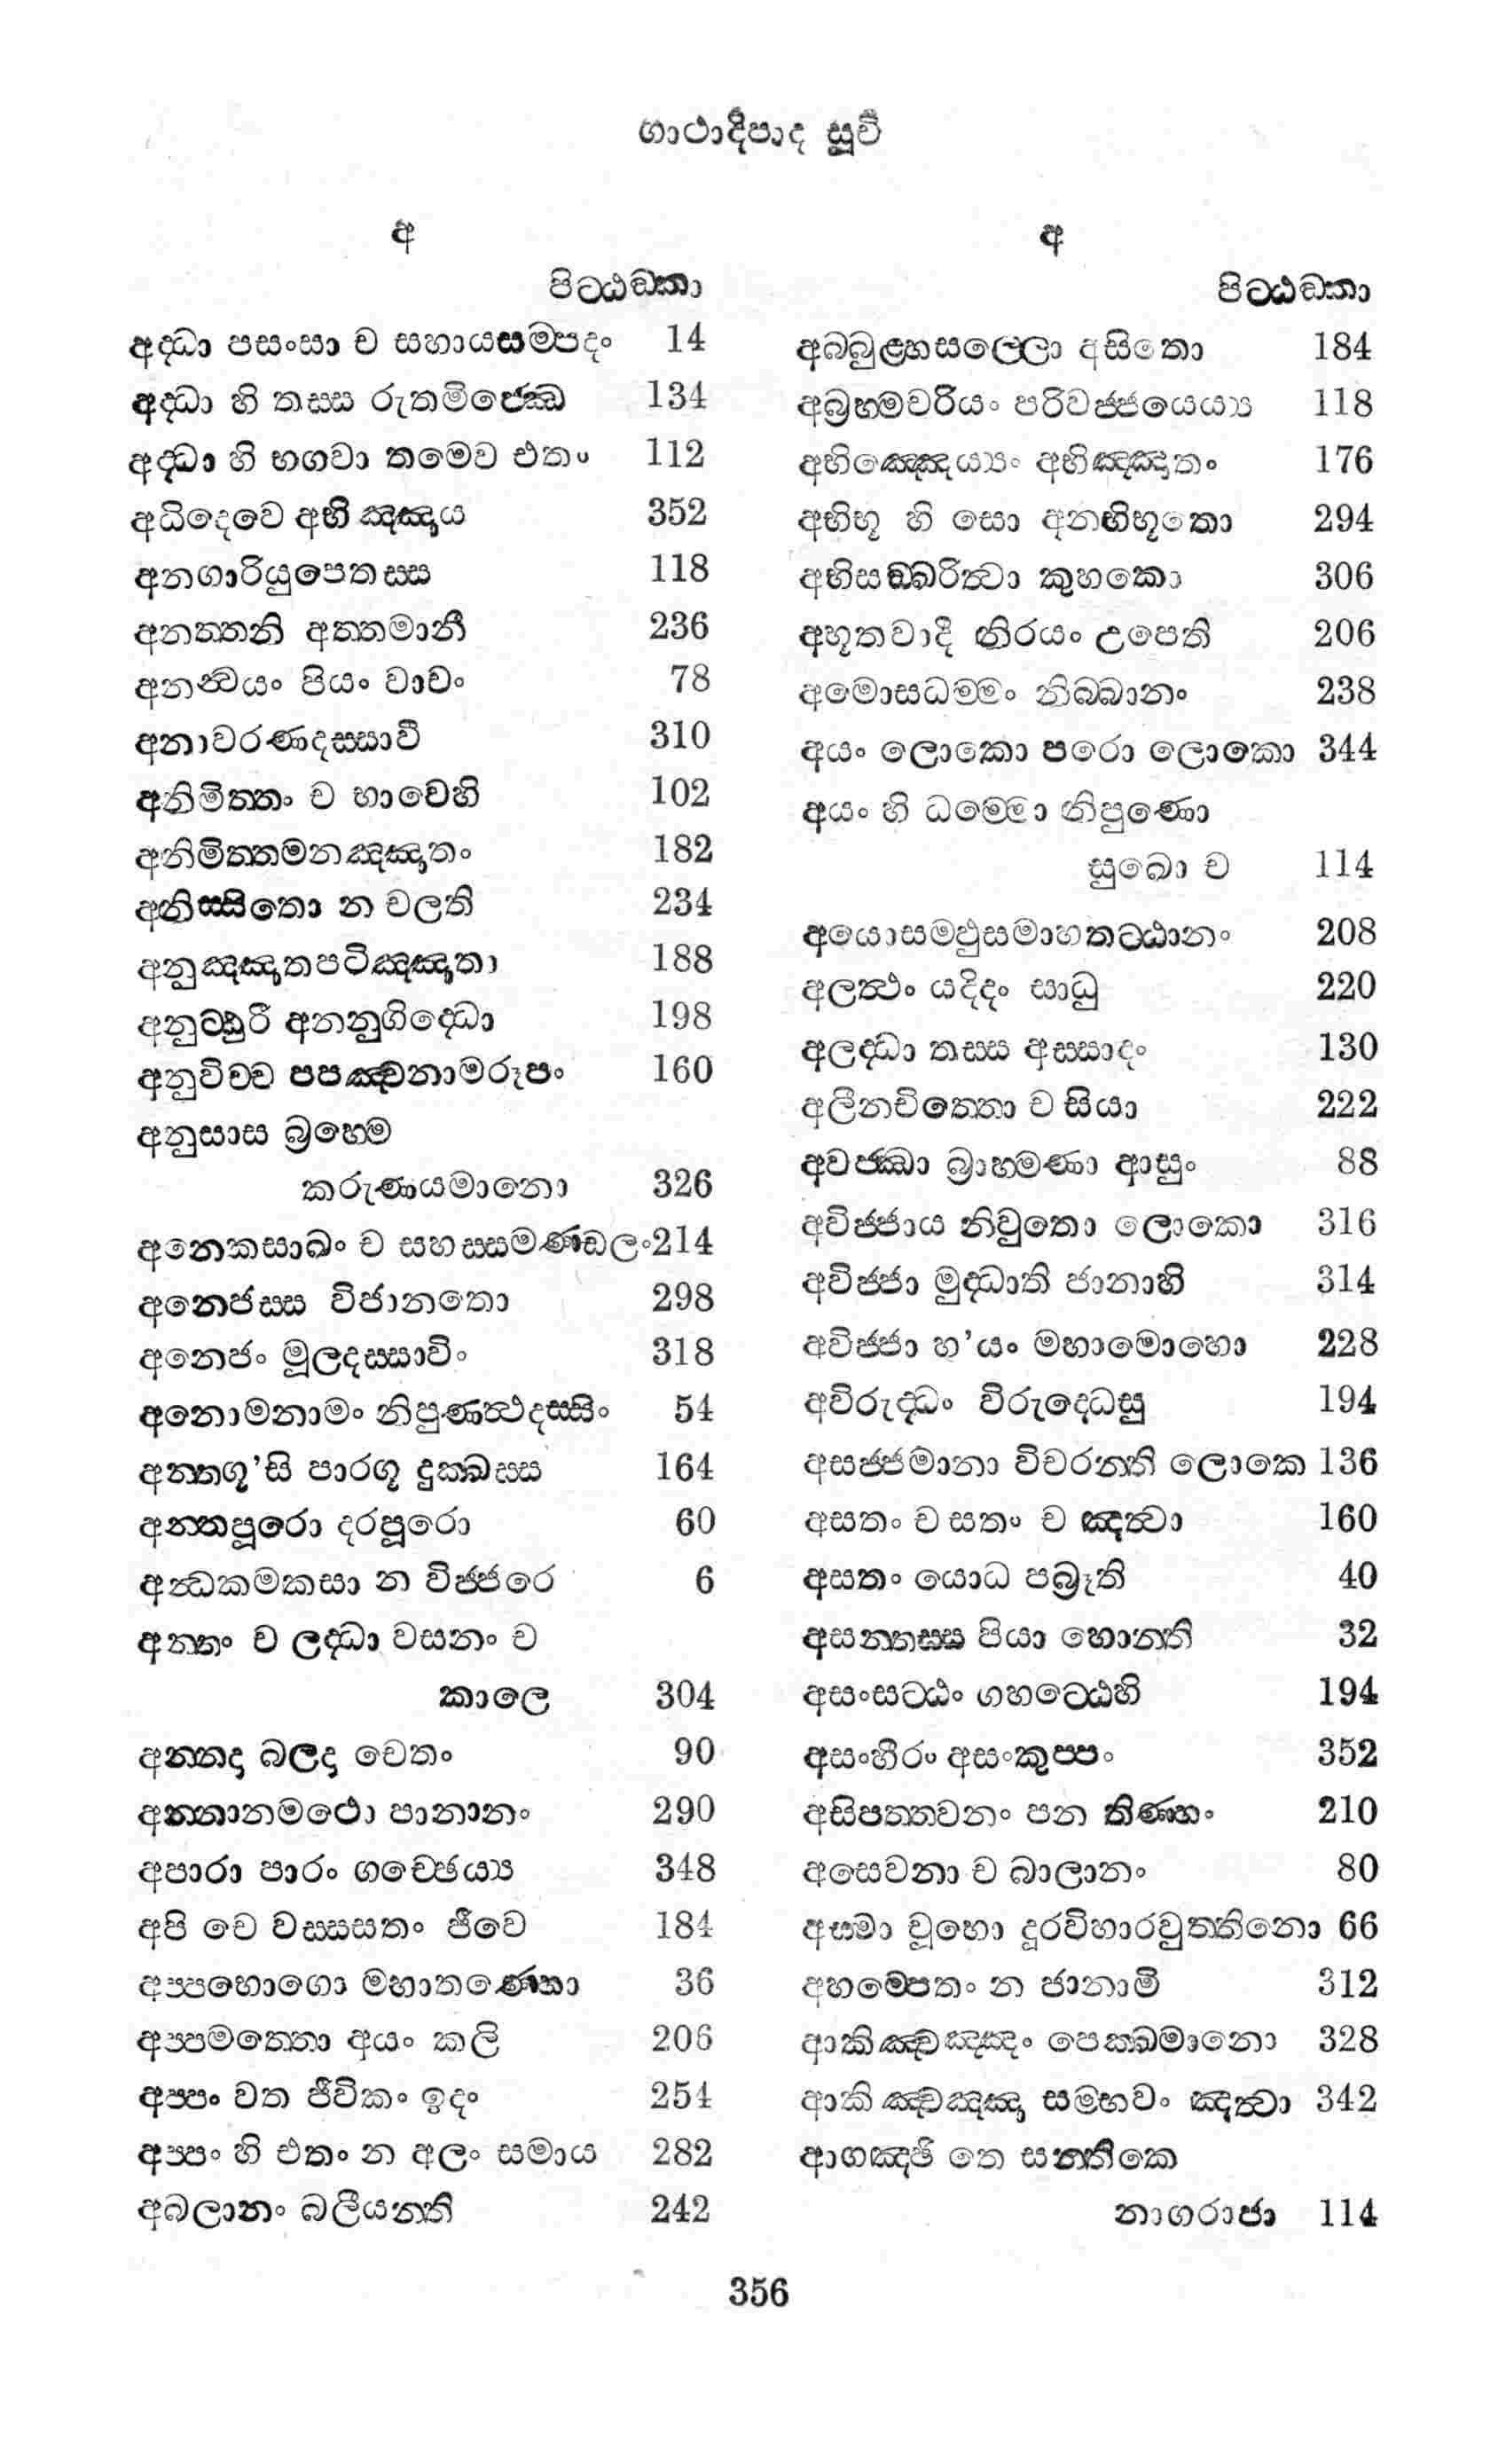 ගාථාදීපාද සූචි
අ
පිට්ඨඞ්කා
අද්ධා පසංසාම සහායසම්පදං 14
අද්ධා හි තස්ස රුතමිජ්ඣෙ 134
අද්ධා හි භගවා තමෙව එතං 112
අධිදෙවෙ අභිඤ්ඤාය 352
අනගාරියුපෙතස්ස 118
අනත්තනි අත්තමානී 236
අනන්වයං පියං වාචං 78
අනාවරණදස්සාවී 310
අනිමිත්තං ච භාවෙහි 102
අනිමිත්තමනඤ්ඤාතං 182
අනිස්සිතො න චලති 234
අනුඤ්ඤාතපටිඤ්ඤාතා 188
අනුට්ඨුරී අනනුගිද්ධො 198
අනුවිච්ච පපඤ්චනාමරූපං 160
අනුසාස බ්‍රහ්මෙ
කරුණායමානො 326
අනෙකසාඛං ච සහස්සමණ්ඩලං 214
අනෙජස්ස විජානතො 298
අනෙජං මූලදස්සාවිං 318
අනොමනාමං නිපුණත්ථදස්සිං 54
අන්තගූ'සි පාරගූ දුක්ඛස්ස 164
අන්තපූරො දරපූරො 60
අන්ධකමකසා න විජ්ජරෙ 6
අන්නං ච ලද්ධා වසනං ච
කාලෙ 304
අන්නදා බලදා චෙතං 90
අන්නානමථො පානානං 290
අපාරා පාරං ගච්ඡෙය්‍ය 348
අපි චෙ වස්සසතං ජීවෙ 184
අප්පභොගො මහාතණ්හො 36
අප්පමත්තො අයං කලි 206
අප්පං වත ජීවිතං ඉදං 254
අප්පං හි එතං න අලං සමාය 282
අබලානං බලීයන්ති 242
අ
පිට්ඨඞ්කා
අබ්බුළ්හසල්ලො අසිතො 184
අබ්‍රහ්මචරියං පරිවජ්ජයෙය්‍ය 118
අභිඤ්ඤෙය්‍යං අභිඤ්ඤාතං 176
අභිභූ හි සො අනභිභූතො 294
අභිසඞ්ඛරිත්වා කුහකො 306
අභූතවාදී නිරයං උපෙති 206
අමොසධම්මං නිබ්බානං 238
අයං ලොකො පරො ලොකො 344
අයං හි ධම්මො නිපුණො
සුඛො ච 114
අයොසඞ්කුසමාහතට්ඨානං 208
අලත්ථං යදිදං සාධු 220
අලද්ධා තස්ස අස්සාදං 130
අලීනචිත්තො ච සියා 222
අවජ්ඣා බ්‍රාහ්මණා ආසුං 88
අවිජ්ජාය නිවුතො ලොකො 316
අවිජ්ජා මුද්ධාති ජානාහි 314
අවිජ්ජා හ'යං මහාමොහො 228
අවිරුද්ධං විරුද්ධෙසු 194
අසජ්ජමානා විචරන්ති ලොකෙ 136
අසතං ච සතං ච ඤත්වා 160
අසතං යොධ පබ්‍රූති 40
අසන්තස්ස පියා හොන්ති 32
අසංසට්ඨං ගහට්ඨෙහි 194
අසංහීරං අසංකුප්පං 352
අසිපත්තවනං පන තිණ්හං 210
අසෙවනා ච බාලානං 80
අසමා චූභො දූරවිහාරවුත්තිනො 66
අහම්පෙතං න ජානාමි 312
ආකිඤ්චඤ්ඤං පෙක්ඛමානො 328
ආකිඤ්චඤ්ඤා සම්භවං ඤත්වා 342
ආගඤ්ඡි තෙ සන්තිකෙ
නාගරාජා 114
356